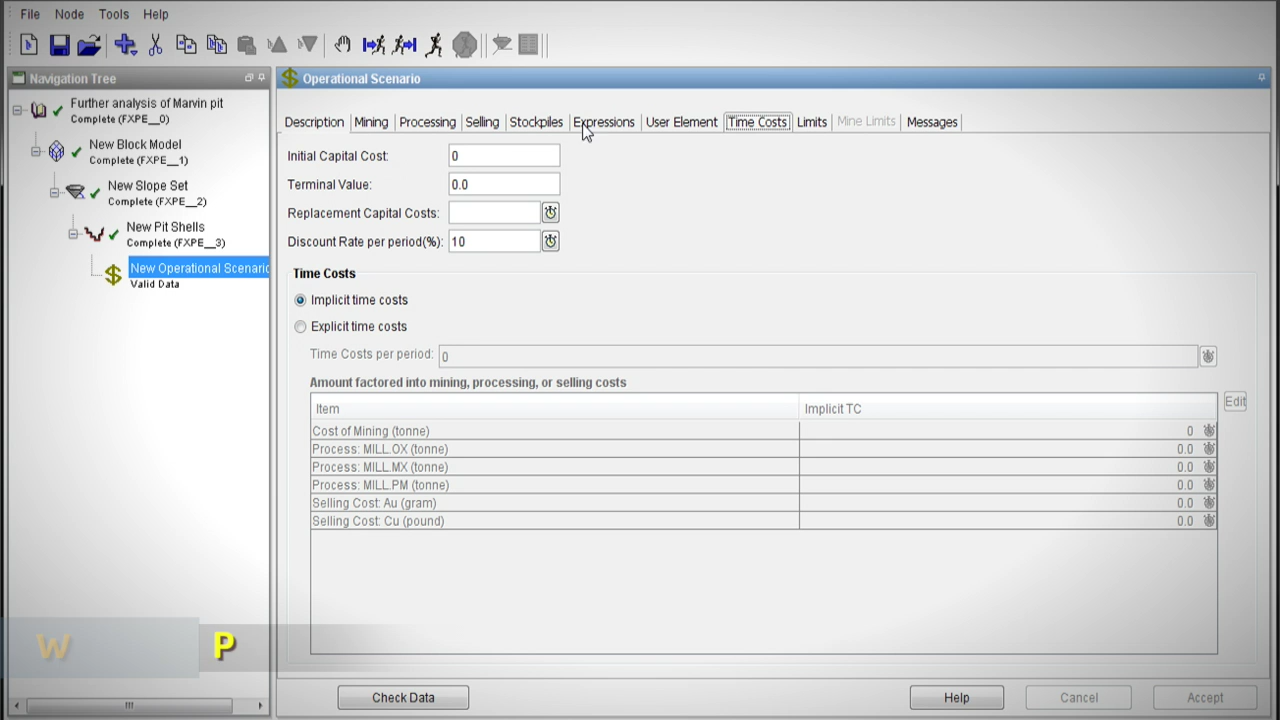 File Node Tools Help
Navigation Tree
Operational Scenario
Further analysis of Marvin pit
Complete (FXPE__0)
New Block Model
Complete (FXPE__1)
New Slope Set
Complete (FXPE__2)
New Pit Shells
Complete (FXPE__3)
New Operational Scenario
Valid Data
Description Mining Processing Selling Stockpiles Expressions User Element Time Costs Limits Mine Limits Messages
Initial Capital Cost: 0
Terminal Value: 0.0
Replacement Capital Costs:
Discount Rate per period(%): 10
Time Costs
Implicit time costs
Explicit time costs
Time Costs per period: 0
Amount factored into mining, processing, or selling costs
Item Implicit TC
Edit
Cost of Mining (tonne) 0
Process: MILL.OX (tonne) 0.0
Process: MILL.MX (tonne) 0.0
Process: MILL.PM (tonne) 0.0
Selling Cost: Au (gram) 0.0
Selling Cost: Cu (pound) 0.0
W P
Check Data Help Cancel Accept